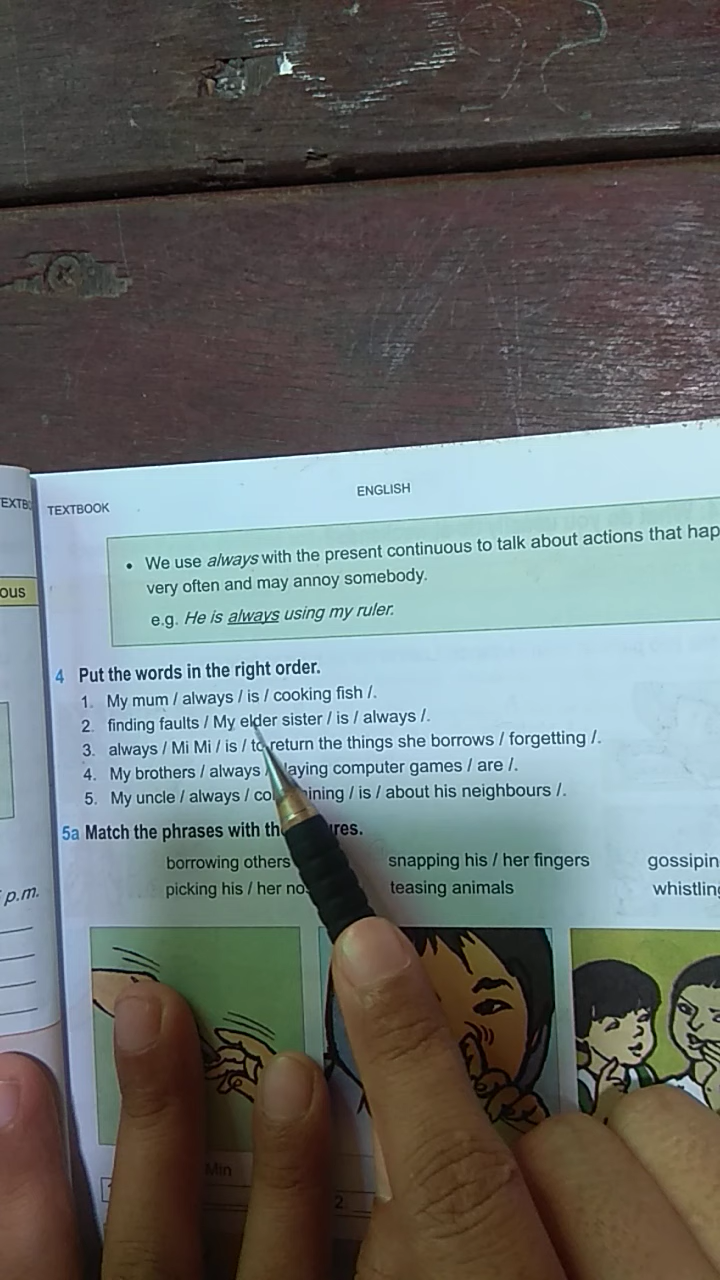 EXTB
TEXTBOOK
ENGLISH
ous
• We use always with the present continuous to talk about actions that hap
very often and may annoy somebody.
e.g. He is always using my ruler.
4 Put the words in the right order.
1. My mum / always / is / cooking fish /.
2. finding faults / My elder sister / is / always /.
3. always / Mi Mi / is / to return the things she borrows / forgetting /.
4. My brothers / always / laying computer games / are /.
5. My uncle / always / co ining / is / about his neighbours /.
5a Match the phrases with th res.
borrowing others snapping his / her fingers gossipin
picking his / her no teasing animals whistling
p.m.
Min
2